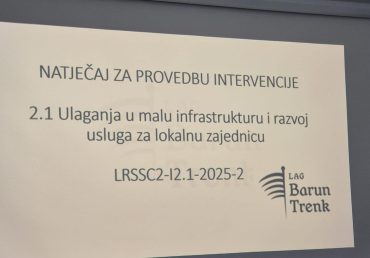 NATJEČAJ ZA PROVEDBU INTERVENCIJE
2.1 Ulaganja u malu infrastrukturu i razvoj
usluga za lokalnu zajednicu
LRSSC2-I2.1-2025-2
LAG
Barun
Trenk